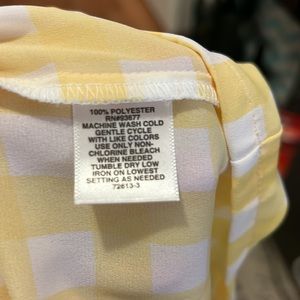 100% POLYESTER
RN#93677
MACHINE WASH COLD
GENTLE CYCLE
WITH LIKE COLORS
USE ONLY NON-
CHLORINE BLEACH
WHEN NEEDED
TUMBLE DRY LOW
IRON ON LOWEST
SETTING AS NEEDED
72613-3